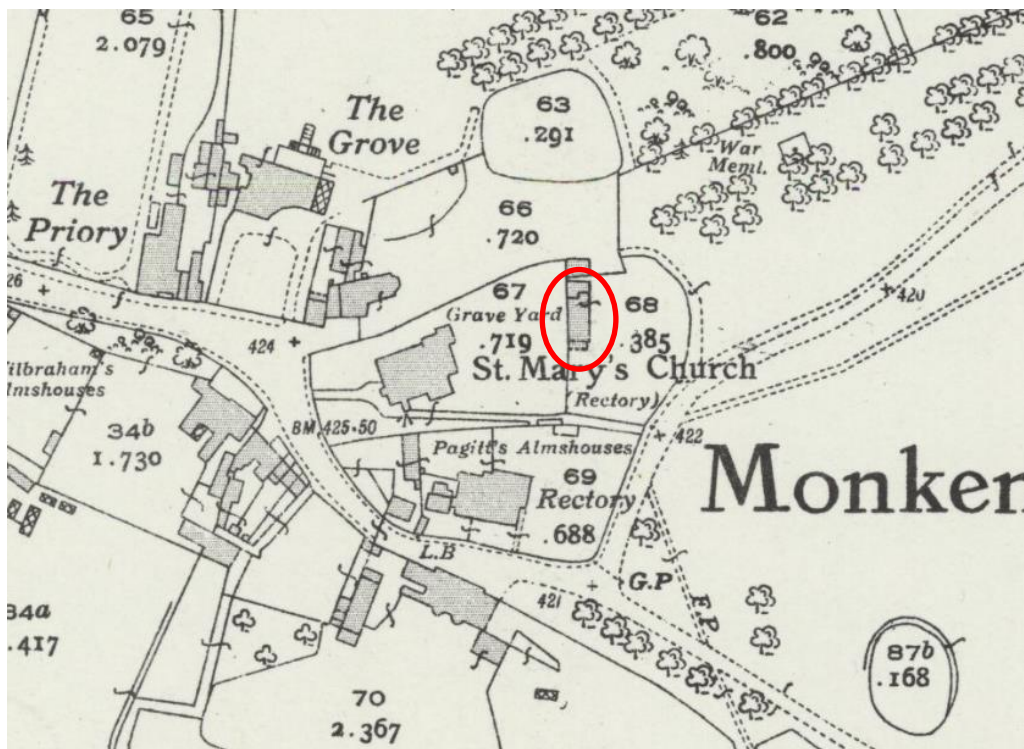 65
2.079
62
.800
The
Grove
63
.291
War
Meml.
The
Priory
66
.720
26
420
67
Grave Yard
.719
68
.385
424
St. Mary's Church
(Rectory)
ilbraham's
lmshouses
B M 425·50
422
34b
1.730
Pagitt's Almshouses
69
Rectory
.688
Monken
L.B
G.P
F.P
421
34a
.417
87b
.168
70
2.367